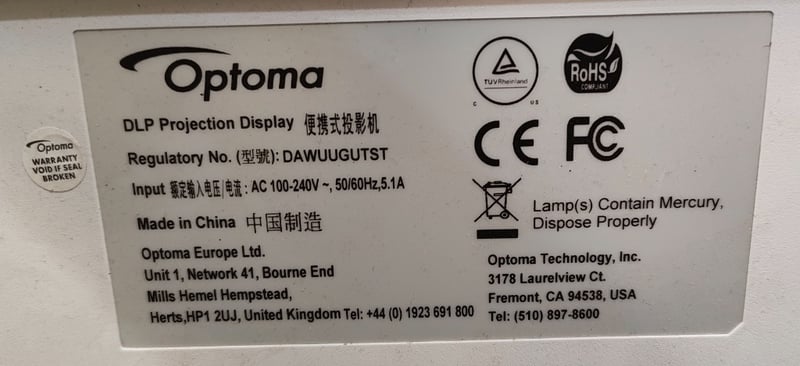 Optoma
DLP Projection Display 便携式投影机
Regulatory No. (型號): DAWUUGUTST
Input 额定输入电压/电流: AC 100-240V ~, 50/60Hz,5.1A
Made in China 中国制造
Optoma Europe Ltd.
Unit 1, Network 41, Bourne End
Mills Hemel Hempstead,
Herts,HP1 2UJ, United Kingdom Tel: +44 (0) 1923 691 800
TUVRheinland
C US
RoHS
COMPLIANT
CE FC
Lamp(s) Contain Mercury,
Dispose Properly
Optoma Technology, Inc.
3178 Laurelview Ct.
Fremont, CA 94538, USA
Tel: (510) 897-8600
Optoma
WARRANTY
VOID IF SEAL
BROKEN